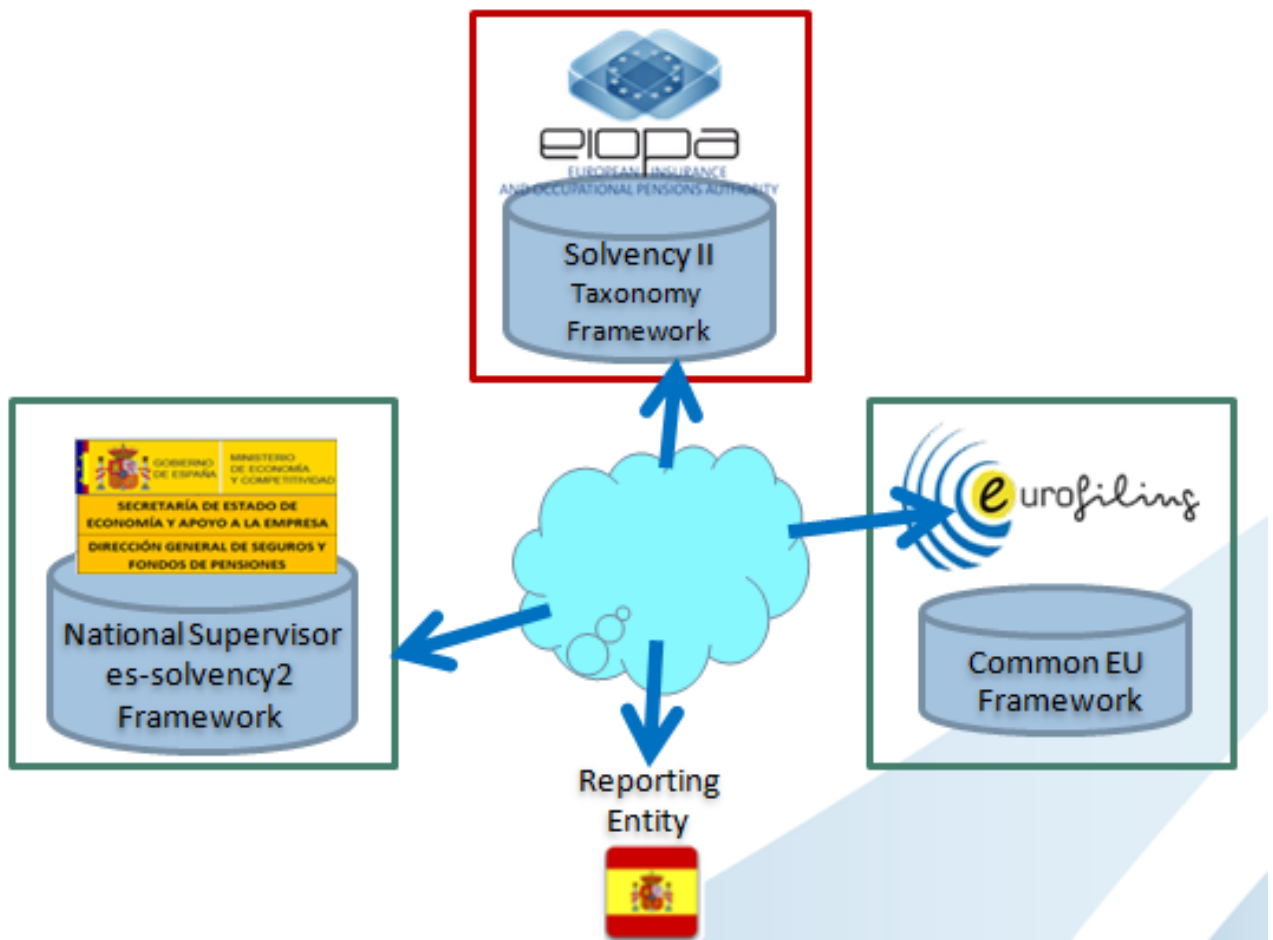 eiopa
EUROPEAN INSURANCE
AND OCCUPATIONAL PENSIONS AUTHORITY
Solvency II
Taxonomy
Framework
GOBIERNO
DE ESPAÑA
MINISTERIO
DE ECONOMÍA
Y COMPETITIVIDAD
SECRETARÍA DE ESTADO DE
ECONOMÍA Y APOYO A LA EMPRESA
DIRECCIÓN GENERAL DE SEGUROS Y
FONDOS DE PENSIONES
National Supervisor
es-solvency2
Framework
eurofiling
Common EU
Framework
Reporting
Entity